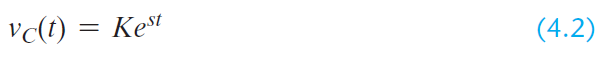 v_C(t) = Ke^{st} (4.2)